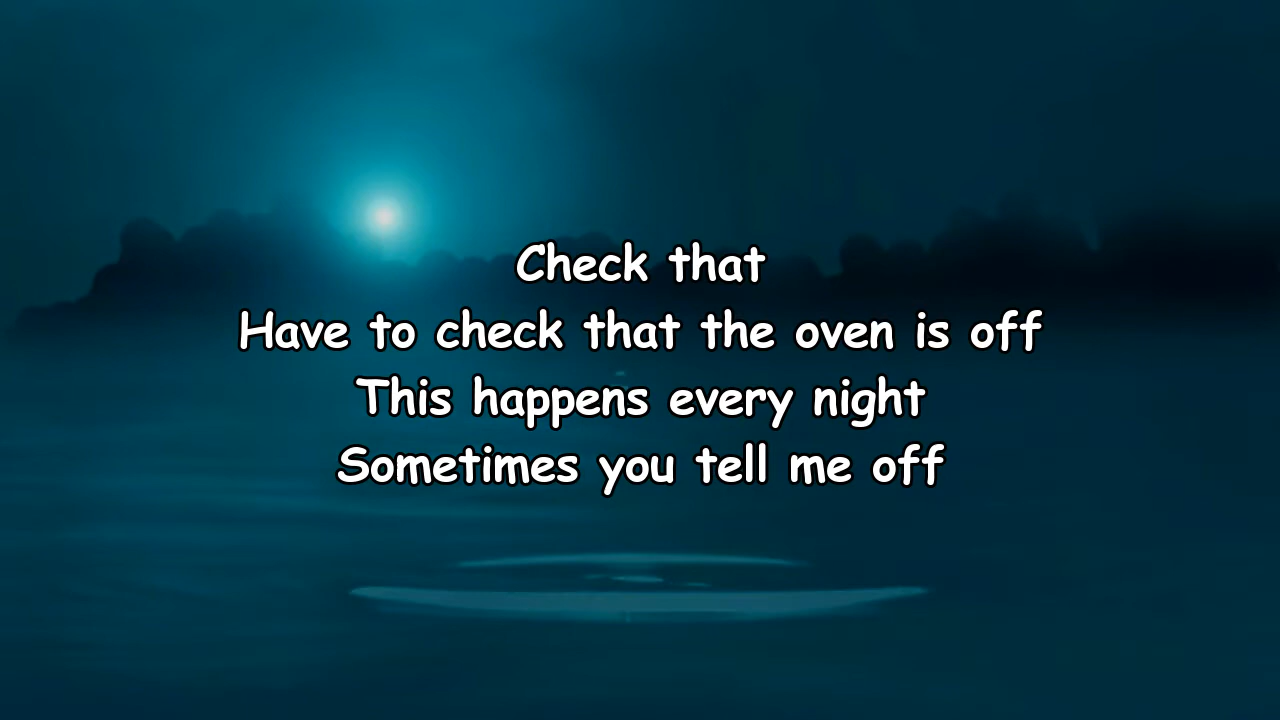 Check that
Have to check that the oven is off
This happens every night
Sometimes you tell me off